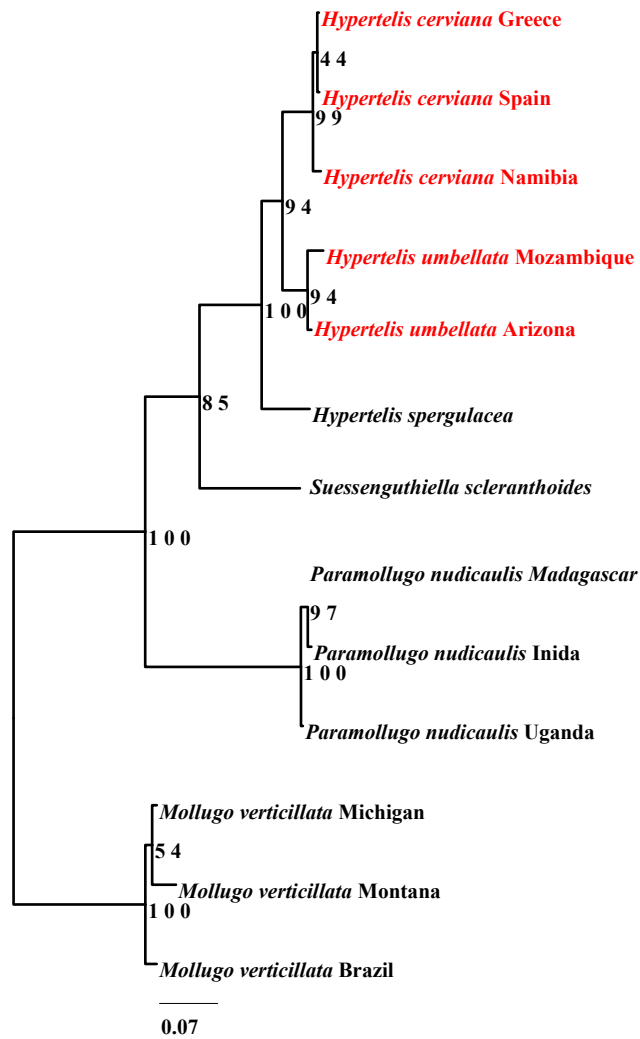 Hypertelis cerviana Greece
4 4
Hypertelis cerviana Spain
9 9
Hypertelis cerviana Namibia
9 4
Hypertelis umbellata Mozambique
9 4
1 0 0
Hypertelis umbellata Arizona
8 5
Hypertelis spergulacea
Suessenguthiella scleranthoides
1 0 0
Paramollugo nudicaulis Madagascar
9 7
Paramollugo nudicaulis Inida
1 0 0
Paramollugo nudicaulis Uganda
Mollugo verticillata Michigan
5 4
Mollugo verticillata Montana
1 0 0
Mollugo verticillata Brazil
0.07